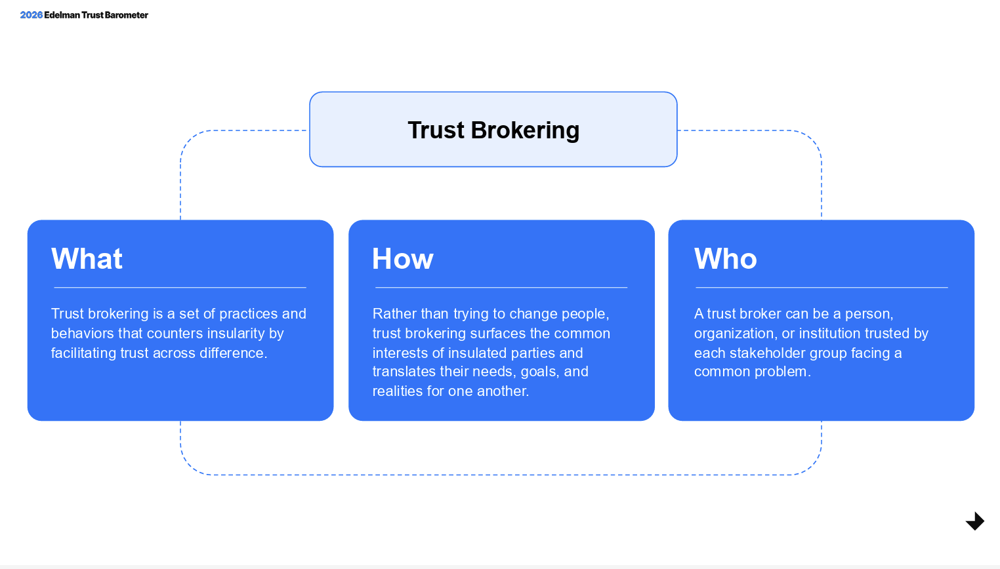 2026 Edelman Trust Barometer
Trust Brokering
What
Trust brokering is a set of practices and
behaviors that counters insularity by
facilitating trust across difference.
How
Rather than trying to change people,
trust brokering surfaces the common
interests of insulated parties and
translates their needs, goals, and
realities for one another.
Who
A trust broker can be a person,
organization, or institution trusted by
each stakeholder group facing a
common problem.